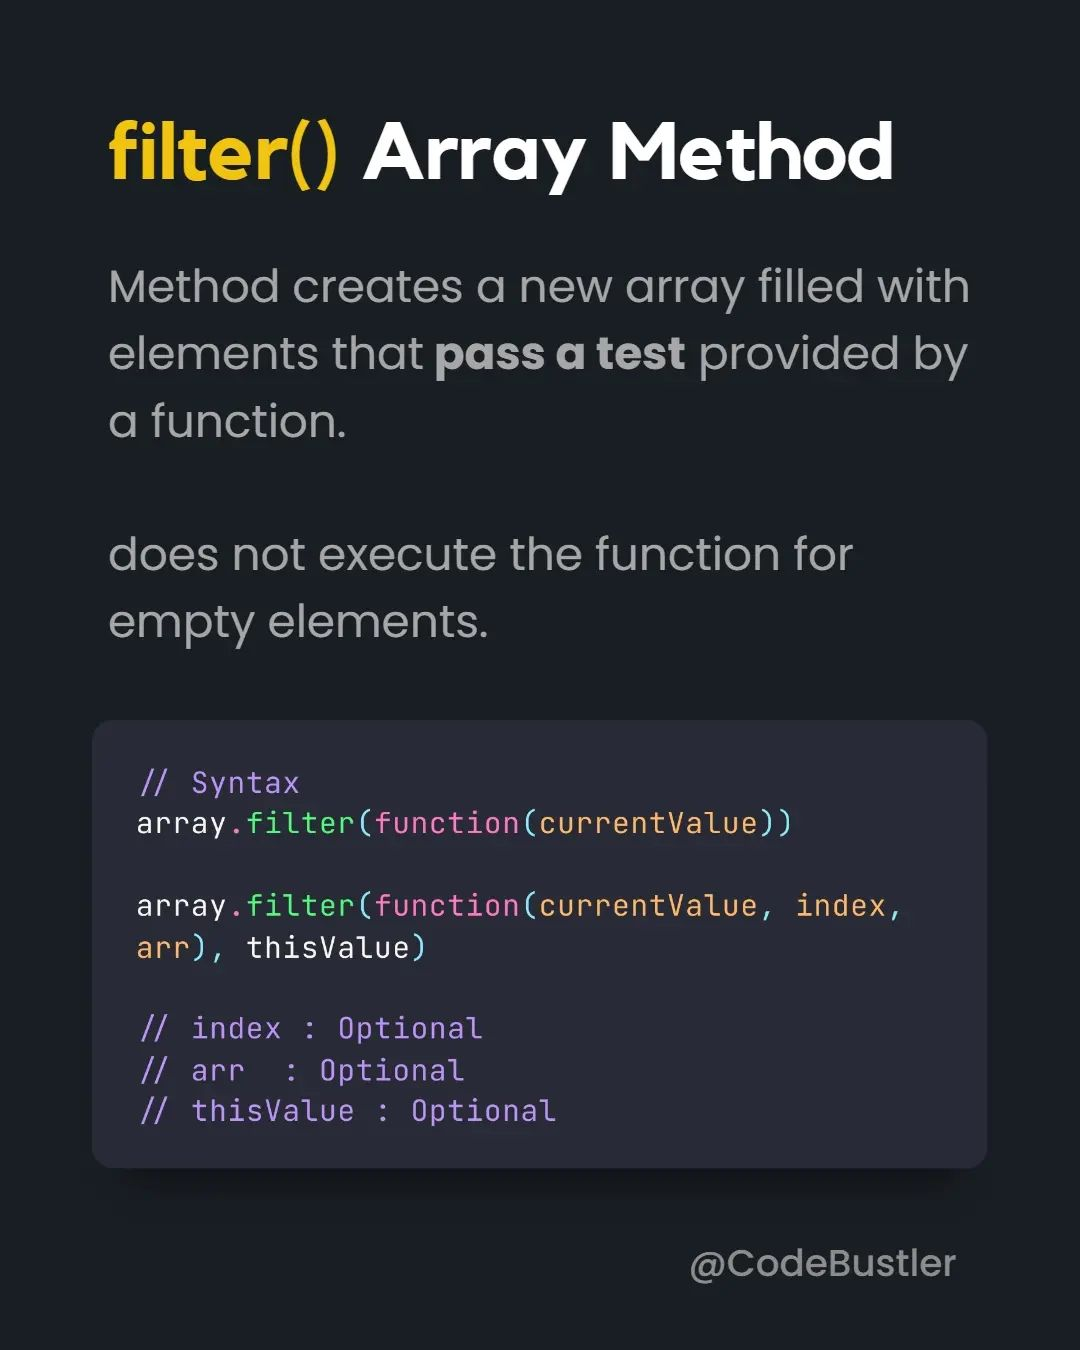 filter() Array Method
Method creates a new array filled with
elements that pass a test provided by
a function.
does not execute the function for
empty elements.
// Syntax
array.filter(function(currentValue))
array.filter(function(currentValue, index,
arr), thisValue)
// index : Optional
// arr  : Optional
// thisValue : Optional
@CodeBustler